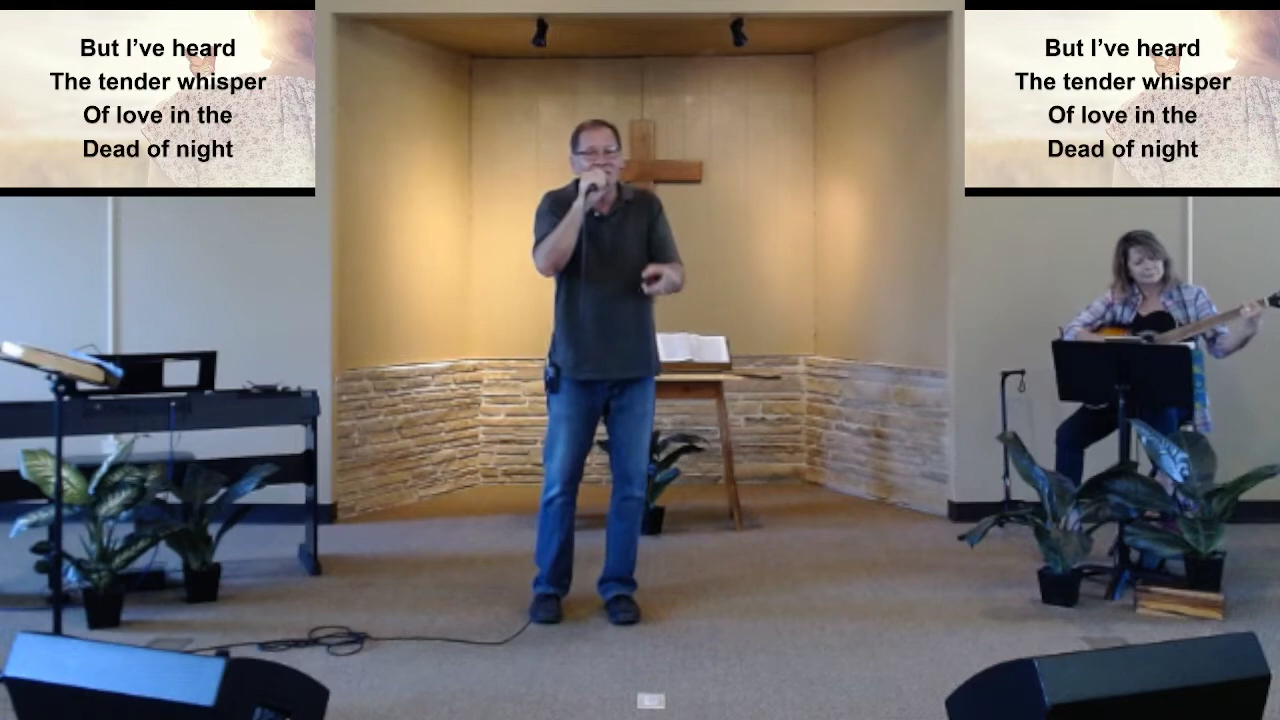 But I've heard
The tender whisper
Of love in the
Dead of night
But I've heard
The tender whisper
Of love in the
Dead of night